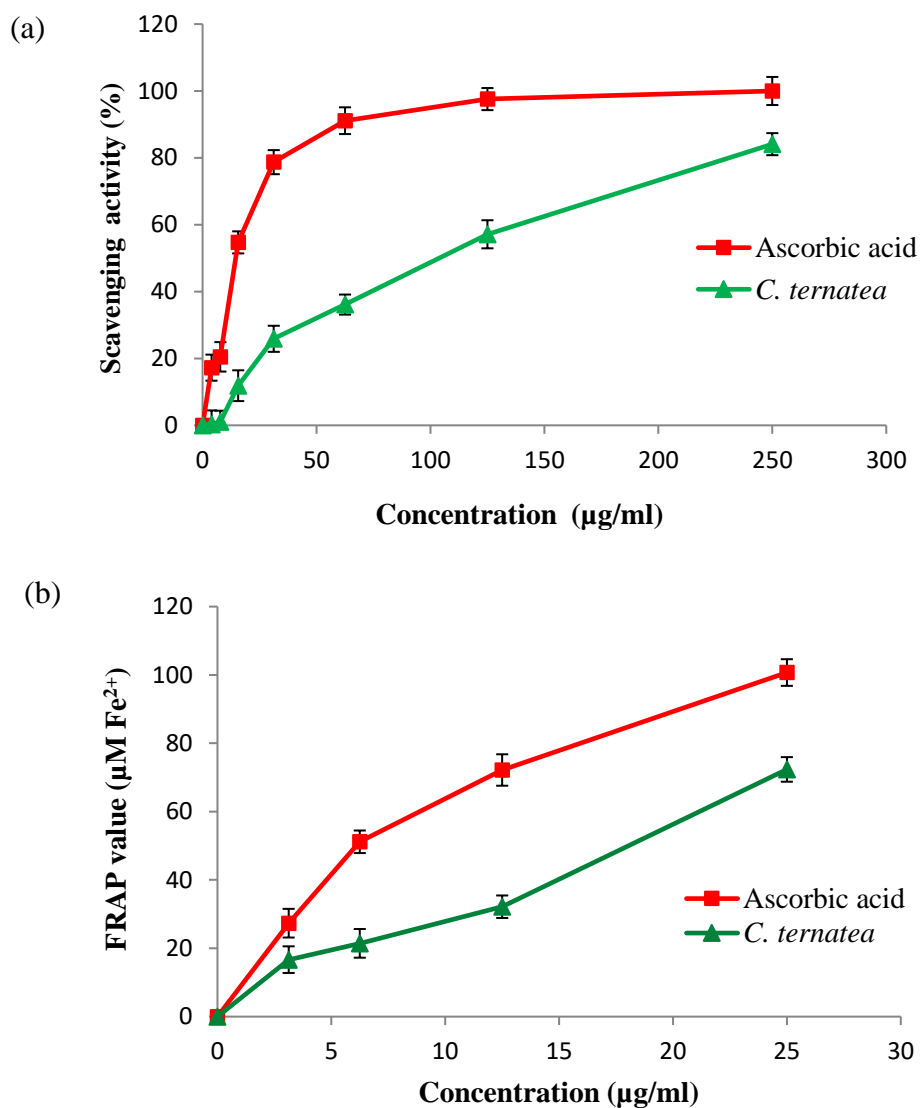 (a)
120
100
80
60
40
20
0
Scavenging activity (%)
Ascorbic acid
C. ternatea
0 50 100 150 200 250 300
Concentration (µg/ml)
(b)
120
100
80
60
40
20
0
FRAP value (µM Fe²⁺)
Ascorbic acid
C. ternatea
0 5 10 15 20 25 30
Concentration (µg/ml)